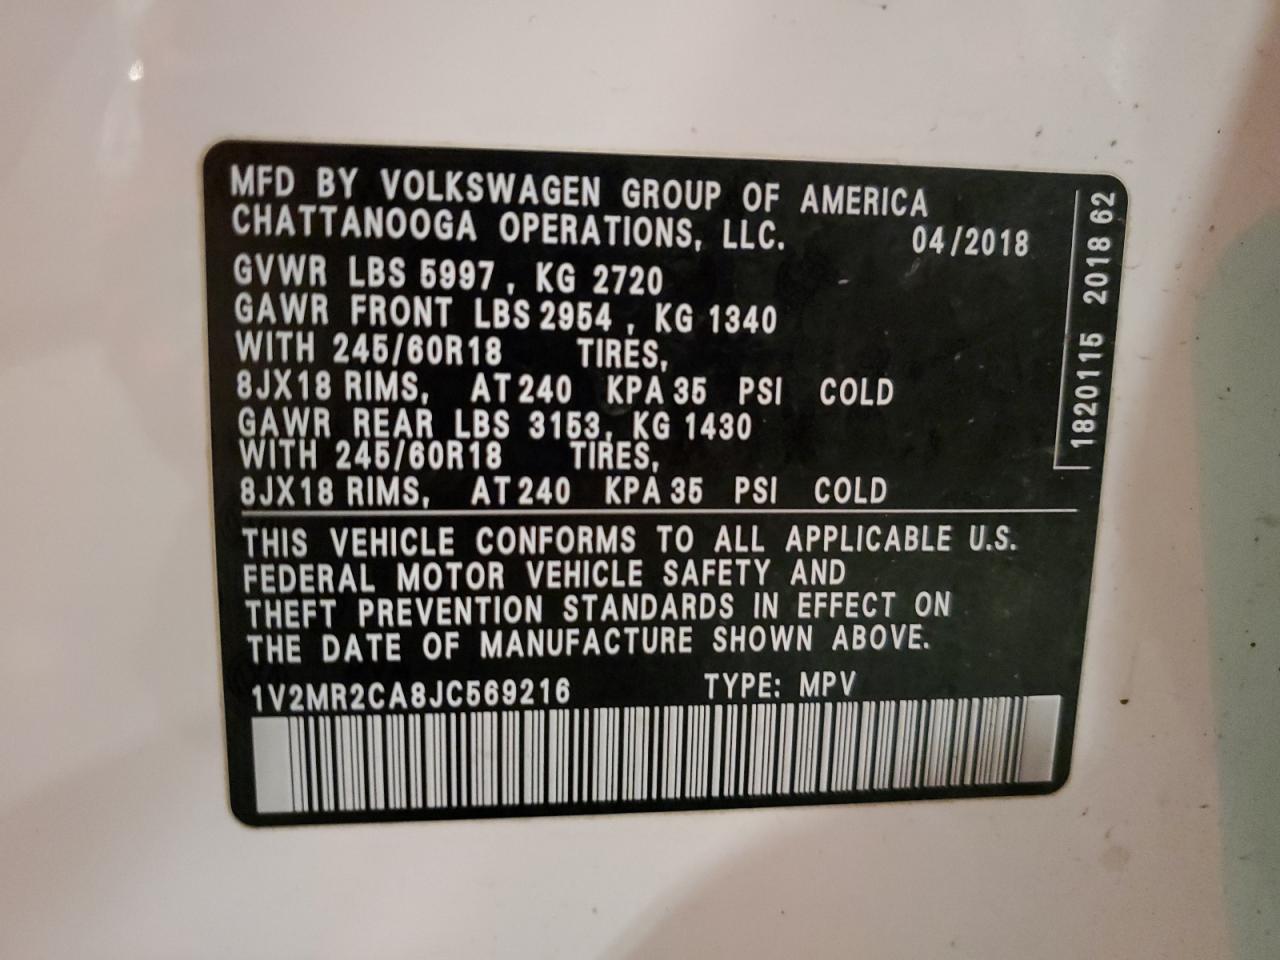 MFD BY VOLKSWAGEN GROUP OF AMERICA
CHATTANOOGA OPERATIONS, LLC. 04/2018
GVWR LBS 5997, KG 2720
GAWR FRONT LBS 2954, KG 1340
WITH 245/60R18 TIRES,
8JX18 RIMS, AT 240 KPA 35 PSI COLD
GAWR REAR LBS 3153, KG 1430
WITH 245/60R18 TIRES,
8JX18 RIMS, AT 240 KPA 35 PSI COLD
THIS VEHICLE CONFORMS TO ALL APPLICABLE U.S.
FEDERAL MOTOR VEHICLE SAFETY AND
THEFT PREVENTION STANDARDS IN EFFECT ON
THE DATE OF MANUFACTURE SHOWN ABOVE.
1V2MR2CA8JC569216 TYPE: MPV
1820115 2018 62